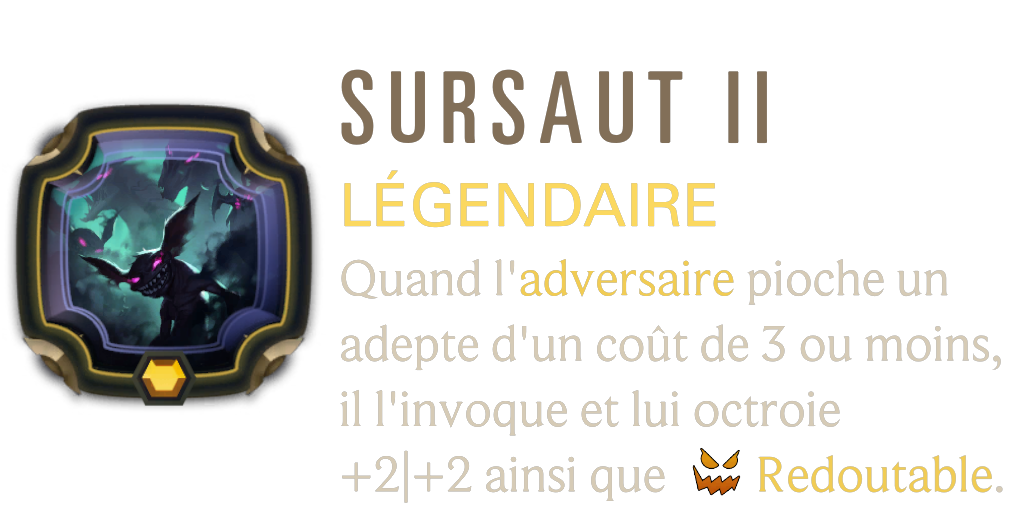 SURSAUT II
LÉGENDAIRE
Quand l'adversaire pioche un
adepte d'un coût de 3 ou moins,
il l'invoque et lui octroie
+2|+2 ainsi que Redoutable.